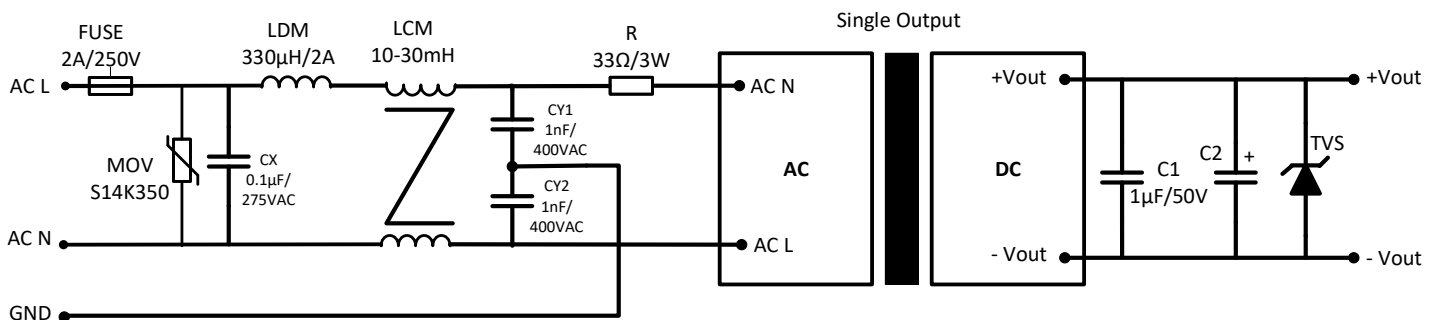 Single Output
FUSE
2A/250V
LDM
330µH/2A
LCM
10-30mH
R
33Ω/3W
AC L
AC N
+Vout
+Vout
MOV
S14K350
CX
0.1µF/
275VAC
CY1
1nF/
400VAC
CY2
1nF/
400VAC
AC
DC
C1
1µF/50V
C2
+
TVS
AC N
AC L
- Vout
- Vout
GND